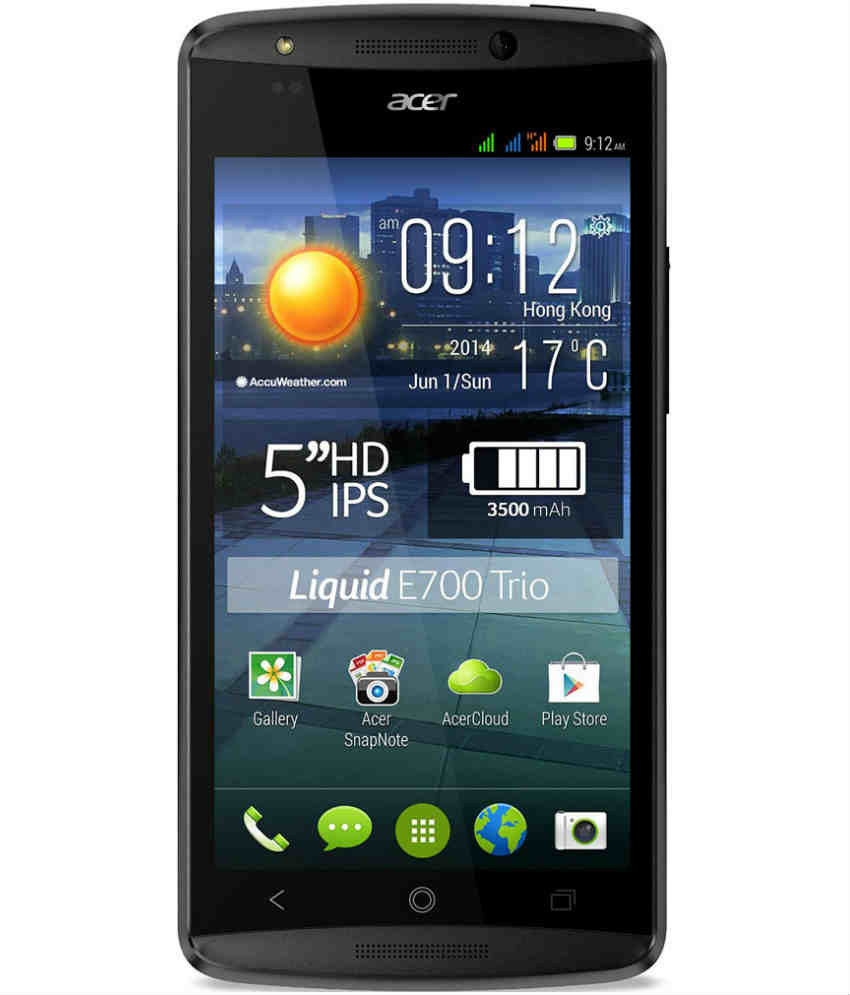 acer
H+ 9:12 AM
am 09:12
Hong Kong
2014
Jun 1/Sun
17°C
AccuWeather.com
5” HD
IPS
3500 mAh
Liquid E700 Trio
Gallery
Acer
SnapNote
AcerCloud
Play Store